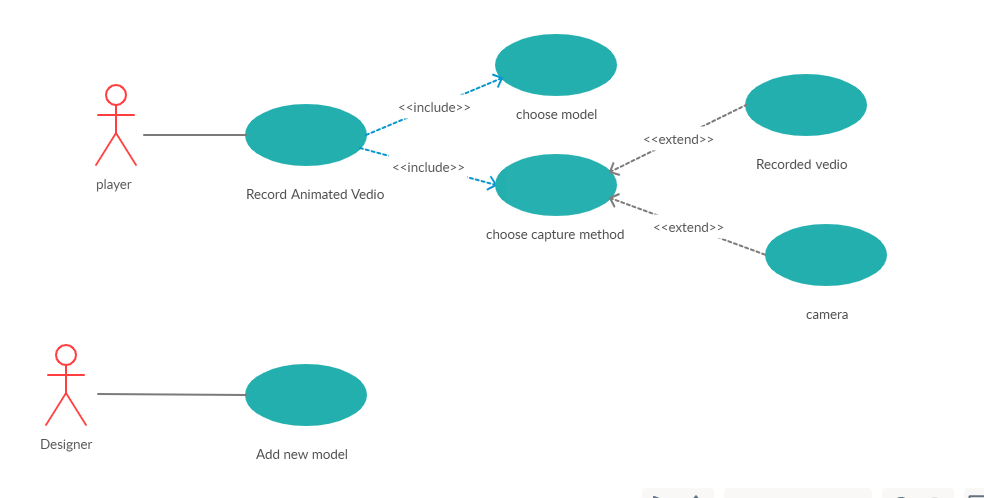 choose model
<<include>>
<<extend>>
Recorded vedio
player
Record Animated Vedio
<<include>>
choose capture method
<<extend>>
camera
Designer
Add new model